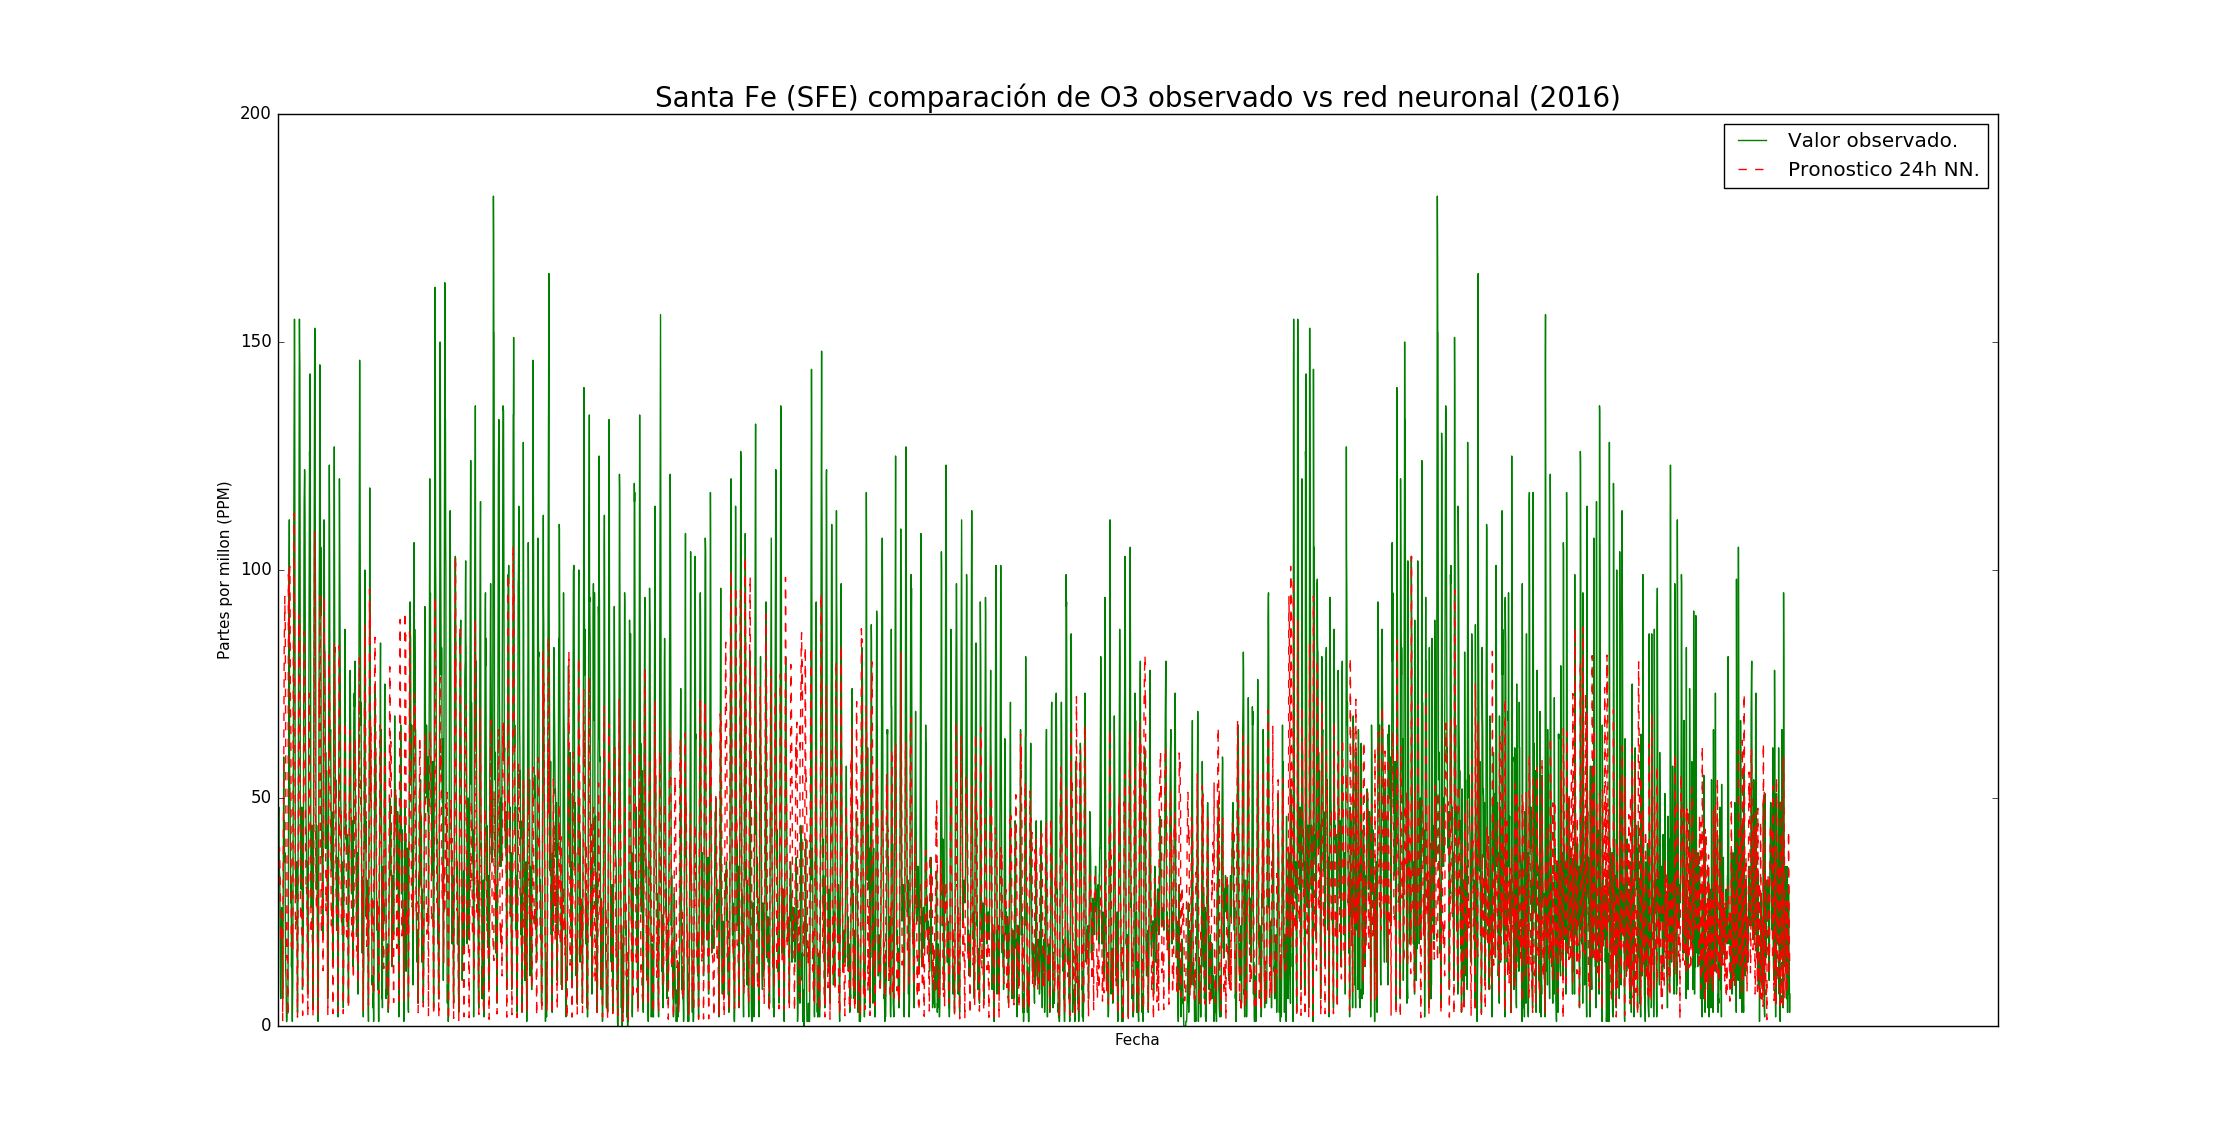 Santa Fe (SFE) comparación de O3 observado vs red neuronal (2016)
200
150
100
50
0
Partes por millon (PPM)
Valor observado.
Pronostico 24h NN.
Fecha